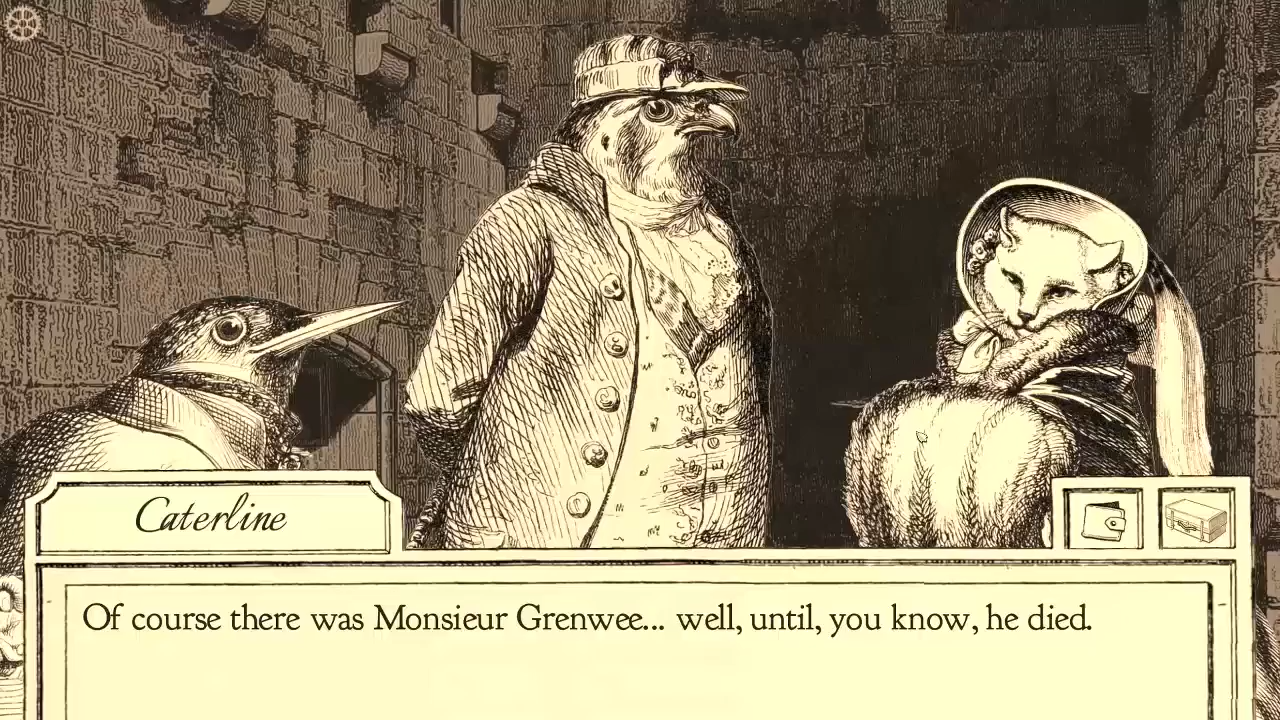 Caterline
Of course there was Monsieur Grenwee... well, until, you know, he died.